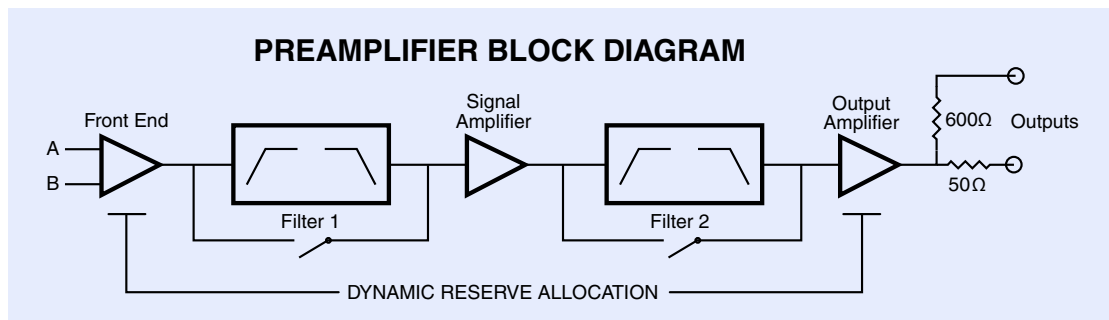 PREAMPLIFIER BLOCK DIAGRAM
Front End
Signal
Amplifier
Output
Amplifier
A
B
600Ω
Outputs
50Ω
Filter 1
Filter 2
DYNAMIC RESERVE ALLOCATION